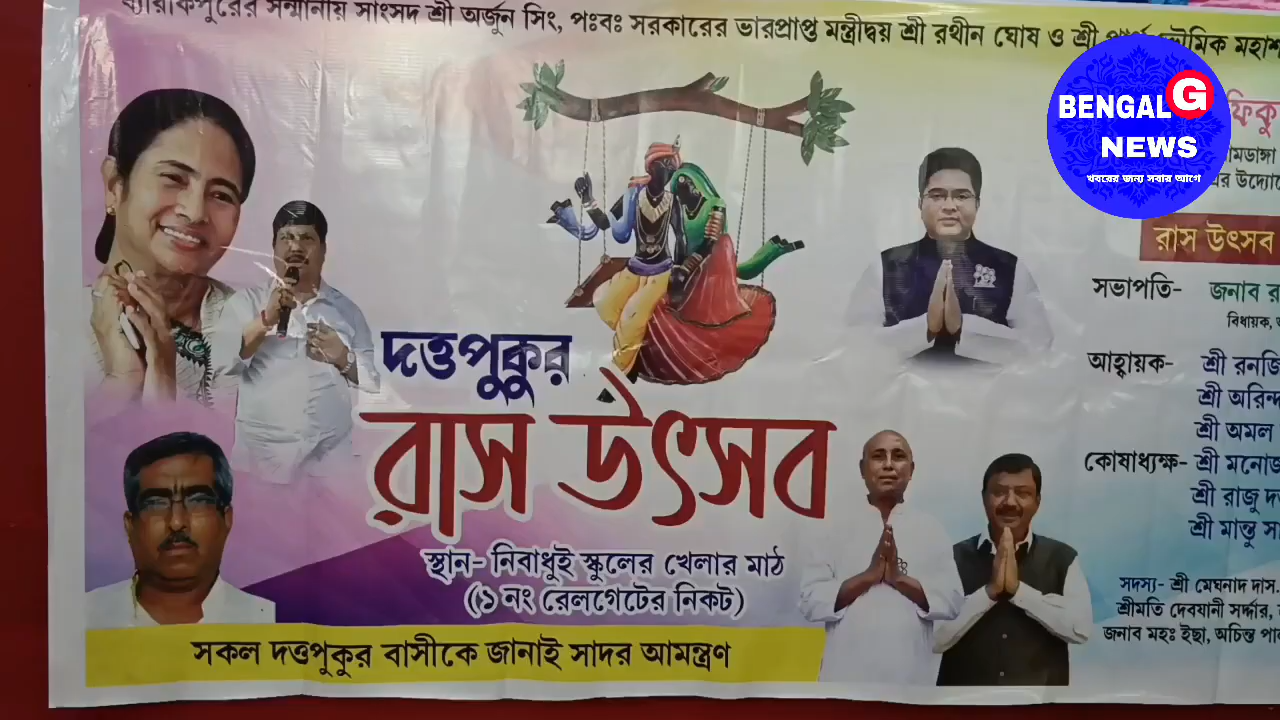 ব্যারাকপুরের সন্মানীয় সাংসদ শ্রী অর্জুন সিং, পঃবঃ সরকারের ভারপ্রাপ্ত মন্ত্রীদ্বয় শ্রী রথীন ঘোষ ও শ্রী
BENGAL G
NEWS
খবরের জন্য সবার আগে
রাস উৎসব
সভাপতি- জনাব
বিধায়ক,
আহ্বায়ক- শ্রী
শ্রী
শ্রী অমল
কোষাধ্যক্ষ- শ্রী
শ্রী রাজু
শ্রী মান্তু
সদস্য- শ্রী মেঘনাদ দাস
শ্রীমতি দেবযানী সর্দ্দার,
জনাব মহঃ ইছা, অচিন্ত
দত্তপুকুর
রাস উৎসব
স্থান- নিবাধুই স্কুলের খেলার মাঠ
(১ নং রেলগেটের নিকট)
সকল দত্তপুকুর বাসীকে জানাই সাদর আমন্ত্রণ